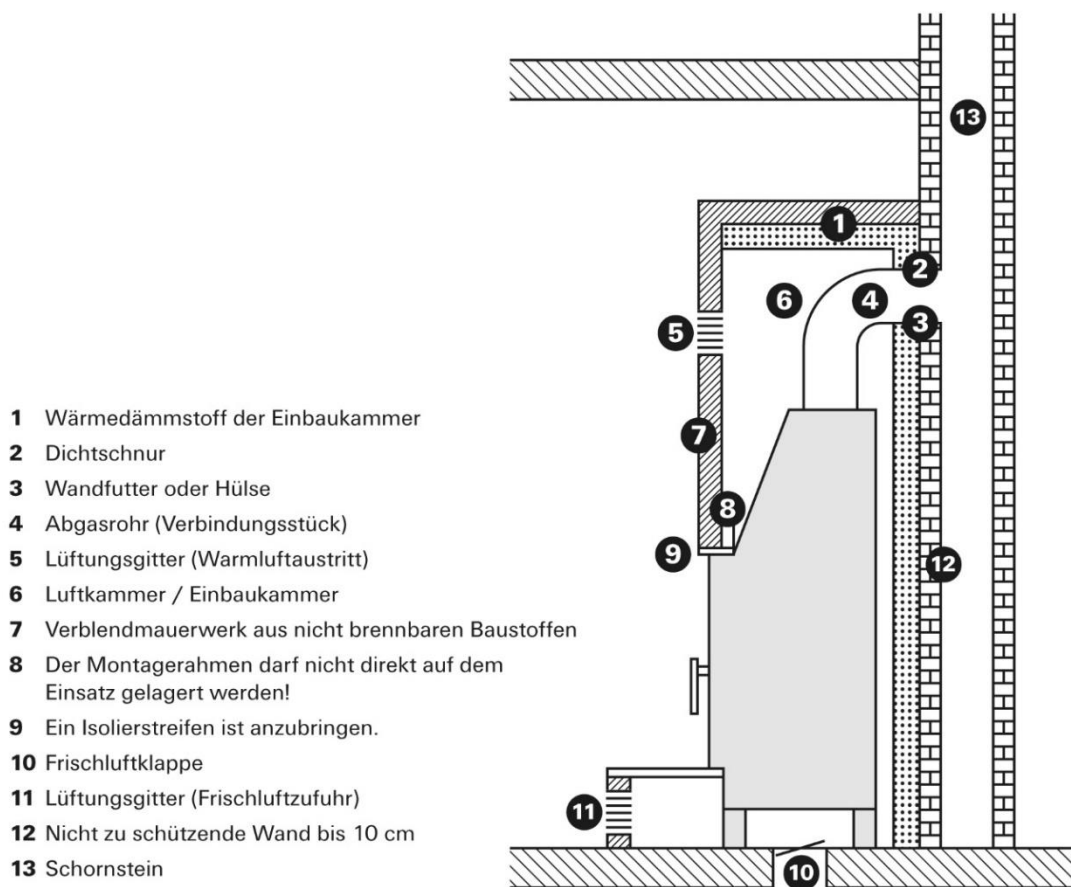 13
1
2
6
4
3
5
7
8
9
12
11
10
1 Wärmedämmstoff der Einbaukammer
2 Dichtschnur
3 Wandfutter oder Hülse
4 Abgasrohr (Verbindungsstück)
5 Lüftungsgitter (Warmluftaustritt)
6 Luftkammer / Einbaukammer
7 Verblendmauerwerk aus nicht brennbaren Baustoffen
8 Der Montagerahmen darf nicht direkt auf dem
Einsatz gelagert werden!
9 Ein Isolierstreifen ist anzubringen.
10 Frischluftklappe
11 Lüftungsgitter (Frischluftzufuhr)
12 Nicht zu schützende Wand bis 10 cm
13 Schornstein